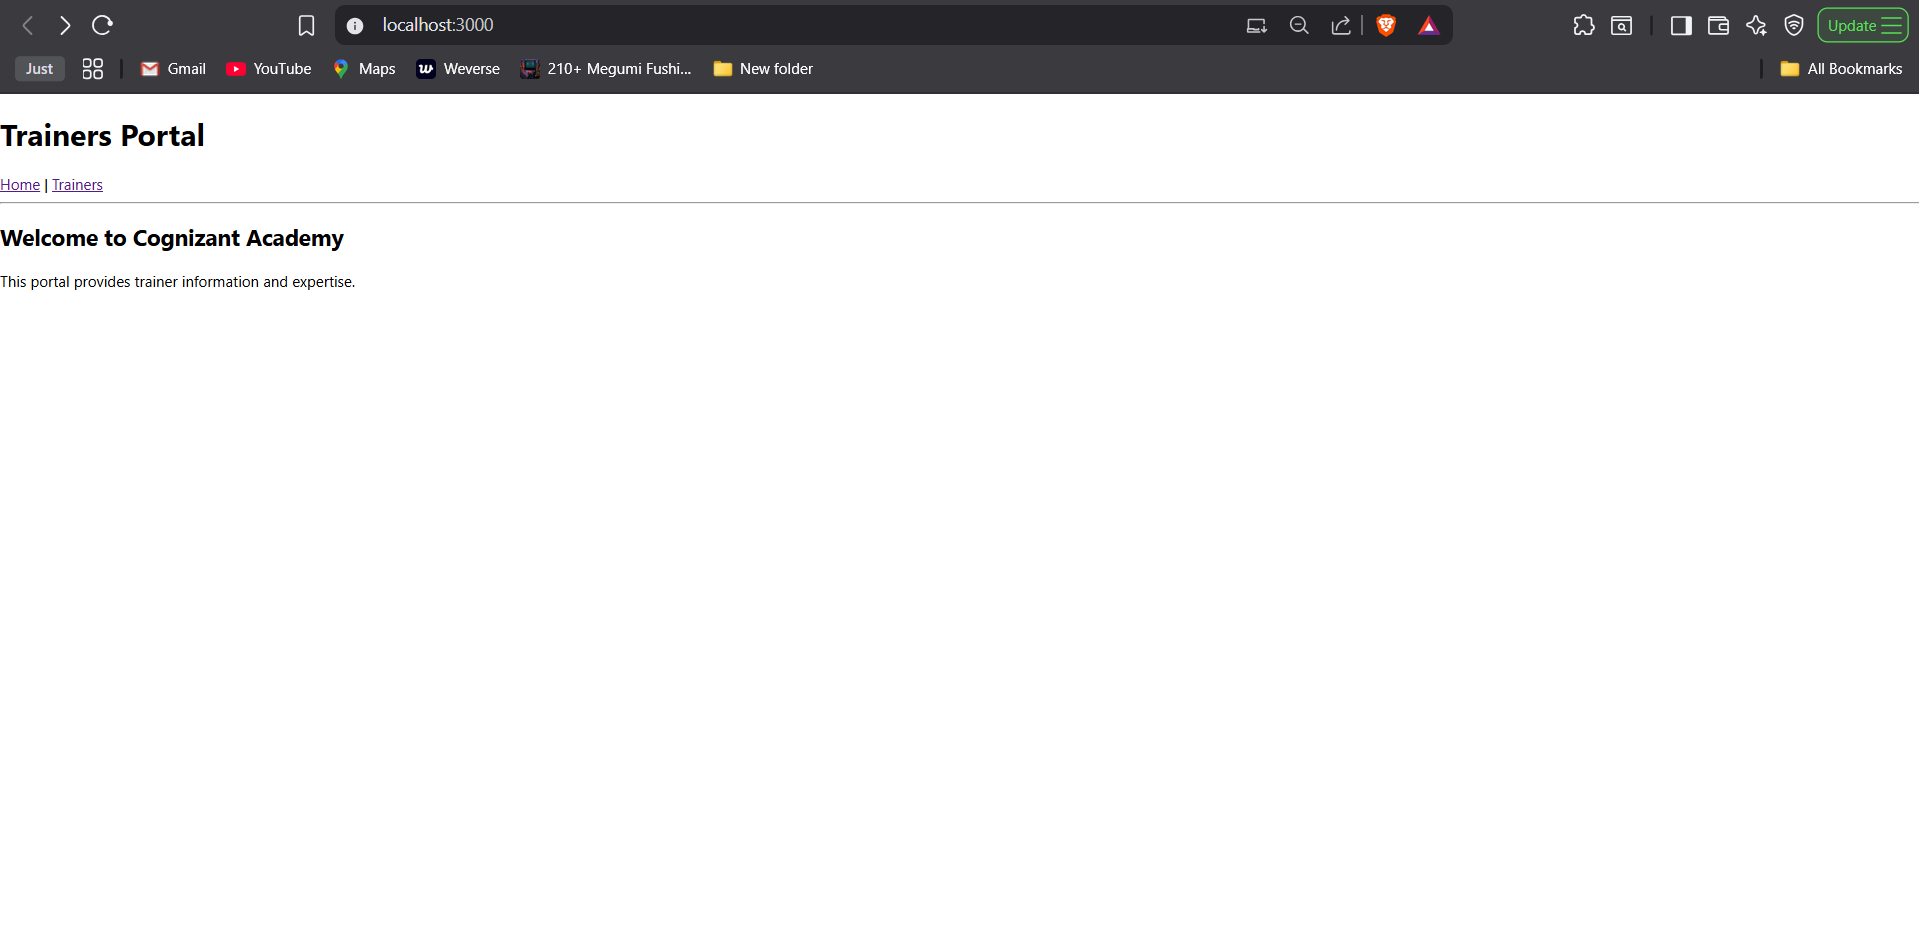 localhost:3000
Update
Just
Gmail
YouTube
Maps
w Weverse
210+ Megumi Fushi...
New folder
All Bookmarks
Trainers Portal
Home | Trainers
Welcome to Cognizant Academy
This portal provides trainer information and expertise.